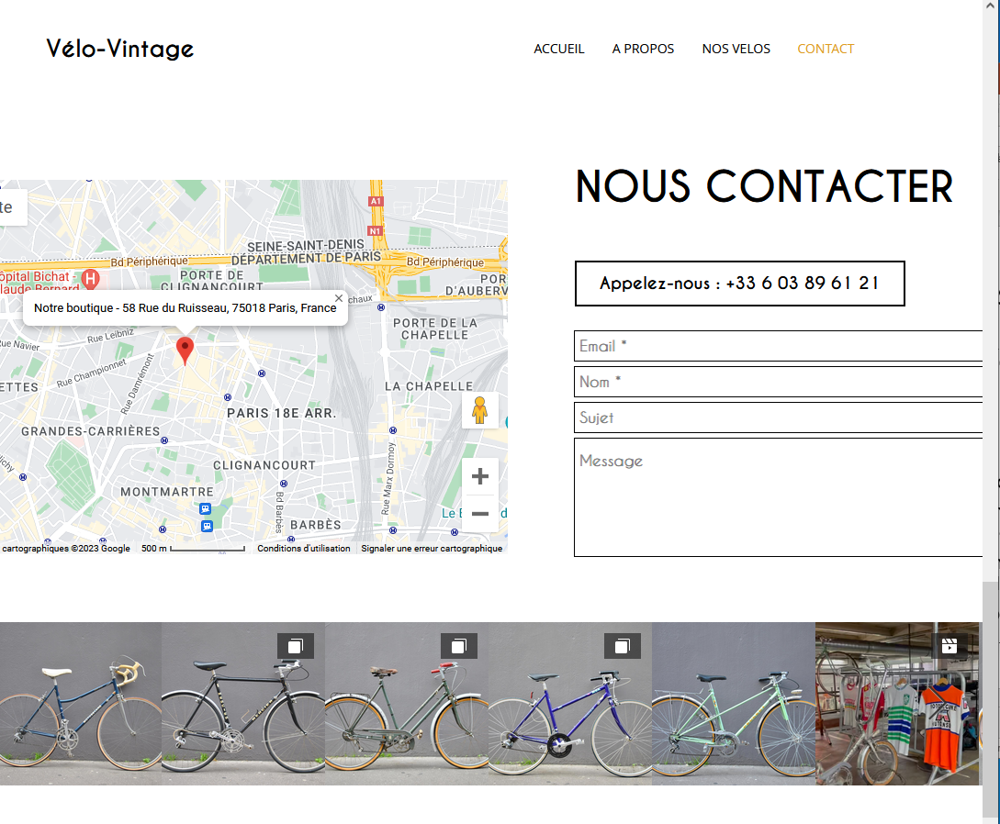 Vélo-Vintage
ACCUEIL A PROPOS NOS VELOS CONTACT
NOUS CONTACTER
Appelez-nous : +33 6 03 89 61 21
Email *
Nom *
Sujet
Message
te
A1
N1
SEINE-SAINT-DENIS
DÉPARTEMENT DE PARIS
Bd Périphérique
Bd Périphérique
PORTE DE
CLIGNANCOURT
ôpital Bichat -
laude Bernard
H
POR
D'AUBERV
chaux
Notre boutique - 58 Rue du Ruisseau, 75018 Paris, France
PORTE DE LA
CHAPELLE
Rue Leibniz
ue Navier
Rue Championnet
Rue Damrémont
ETTES
LA CHAPELLE
PARIS 18E ARR.
GRANDES-CARRIÈRES
lichy
CLIGNANCOURT
MONTMARTRE
Rue Marx Dormoy
Bd Barbès
BARBÈS
cartographiques ©2023 Google
500 m
Conditions d'utilisation
Signaler une erreur cartographique